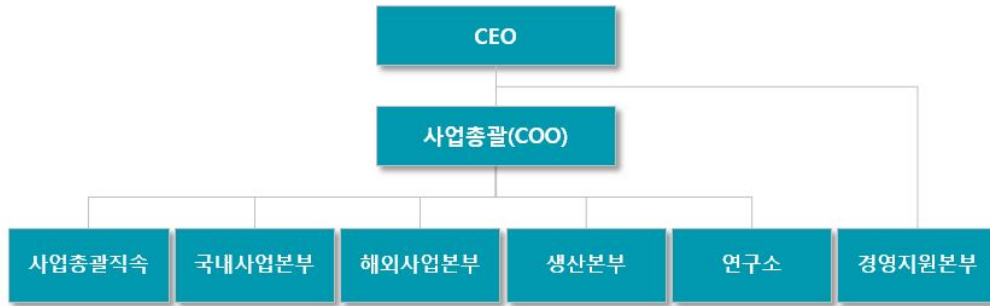 CEO
사업총괄(COO)
사업총괄직속
국내사업본부
해외사업본부
생산본부
연구소
경영지원본부